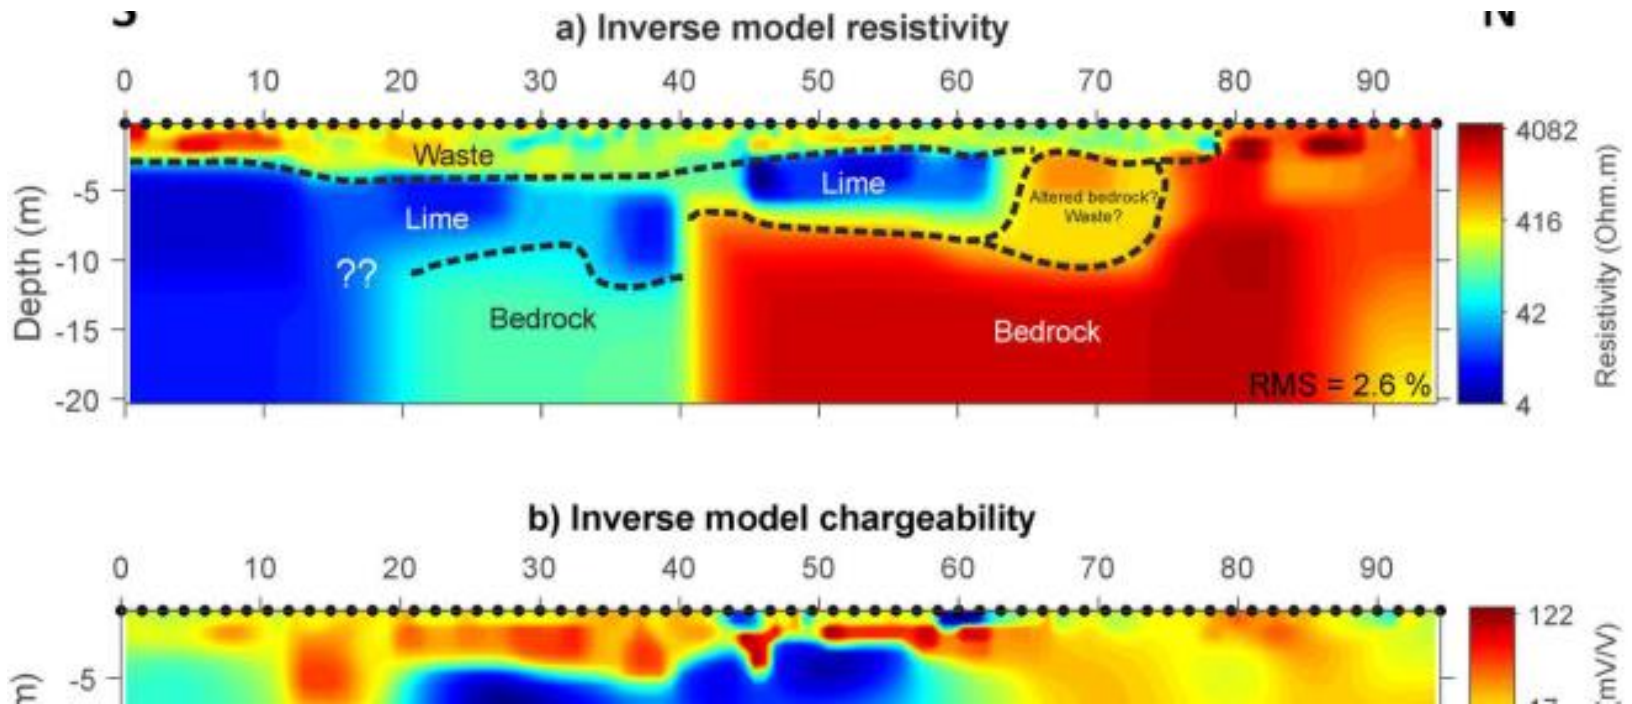 S N
a) Inverse model resistivity
0 10 20 30 40 50 60 70 80 90
Waste
Lime
Lime
Altered bedrock?
Waste?
??
Bedrock
Bedrock
RMS = 2.6 %
Depth (m)
-5
-10
-15
-20
4082
416
42
4
Resistivity (Ohm.m)
b) Inverse model chargeability
0 10 20 30 40 50 60 70 80 90
-5
m)
122
(mV/V)